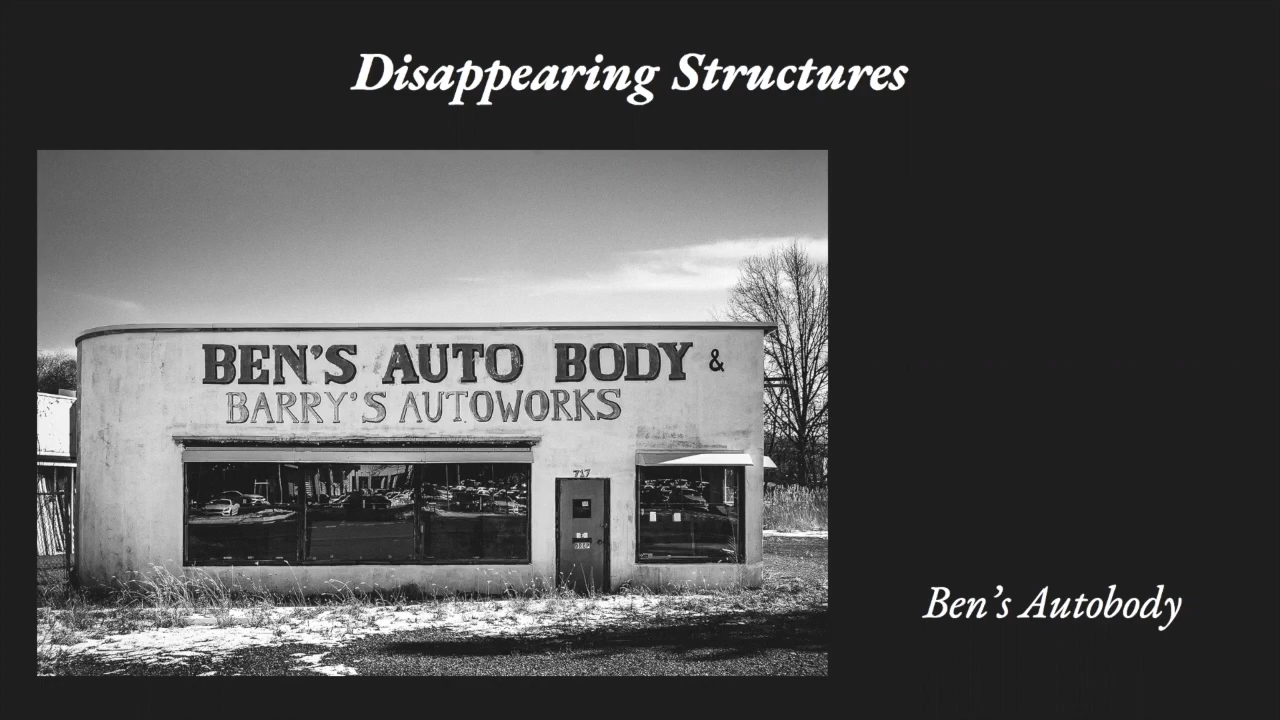 Disappearing Structures
BEN'S AUTO BODY &
BARRY'S AUTOWORKS
717
Ben's Autobody